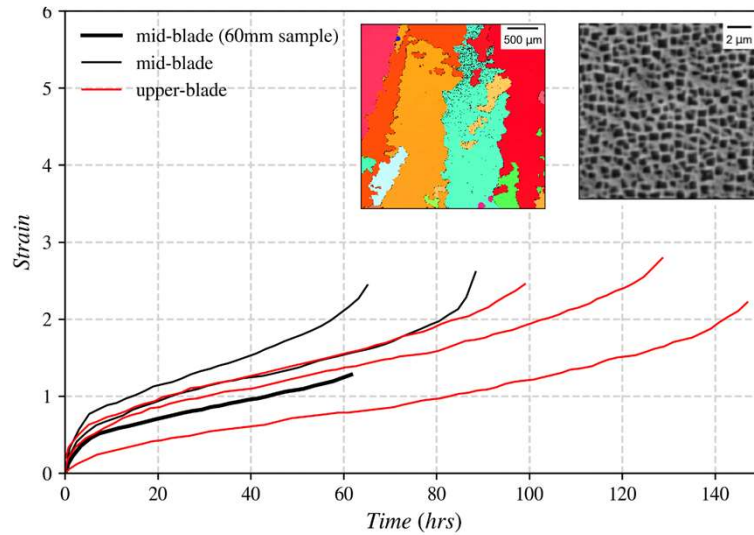 6
5
4
3
2
1
0
Strain
mid-blade (60mm sample)
mid-blade
upper-blade
500 µm
2 µm
0 20 40 60 80 100 120 140
Time (hrs)